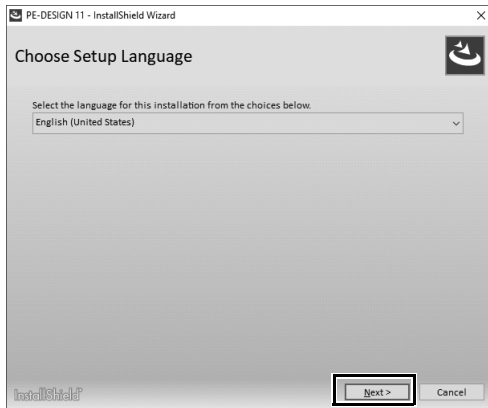 PE-DESIGN 11 - InstallShield Wizard
Choose Setup Language
Select the language for this installation from the choices below.
English (United States)
InstallShield
Next >
Cancel